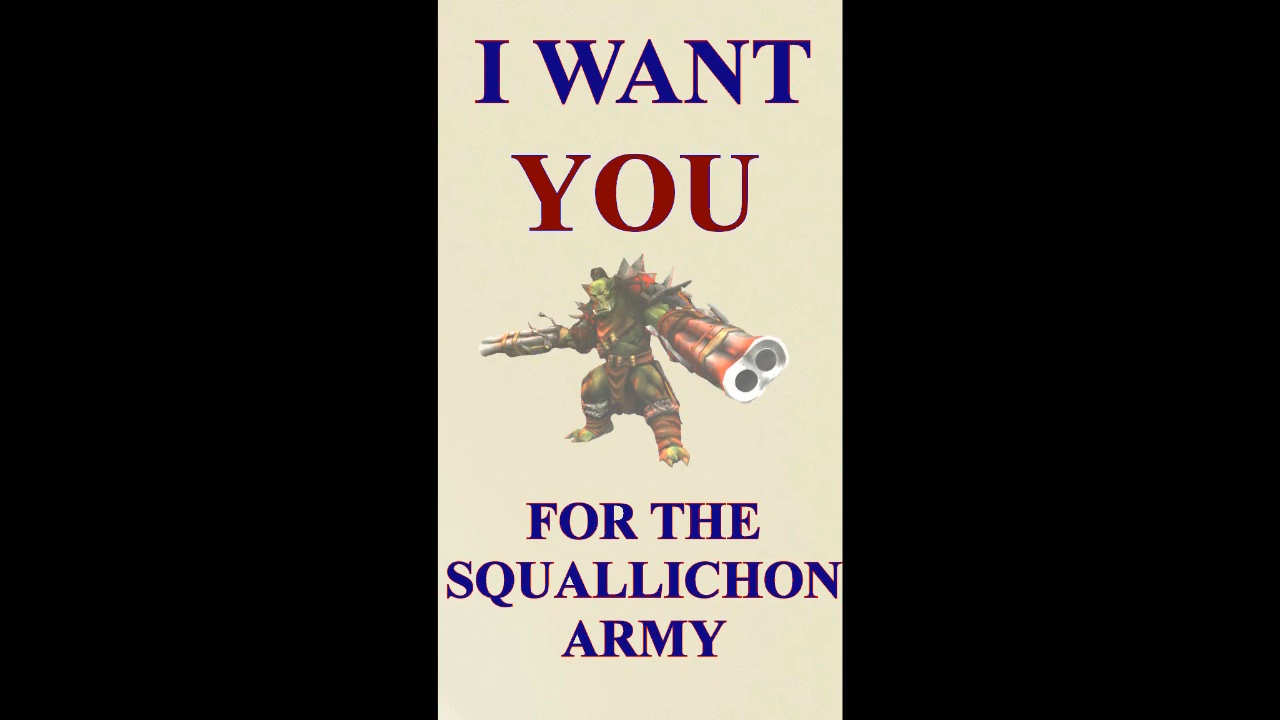 I WANT
YOU
FOR THE
SQUALLICHON
ARMY